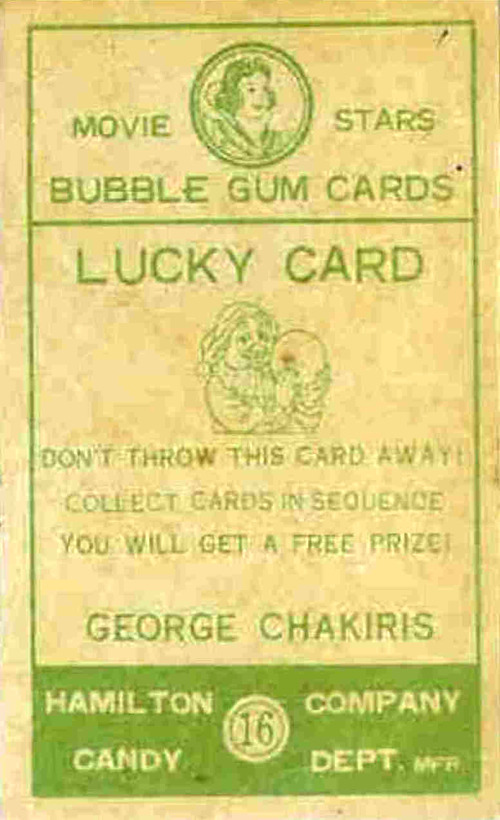 MOVIE STARS
BUBBLE GUM CARDS
LUCKY CARD
DON'T THROW THIS CARD AWAY!
COLLECT CARDS IN SEQUENCE
YOU WILL GET A FREE PRIZE!
GEORGE CHAKIRIS
HAMILTON COMPANY
16
CANDY DEPT. MFR